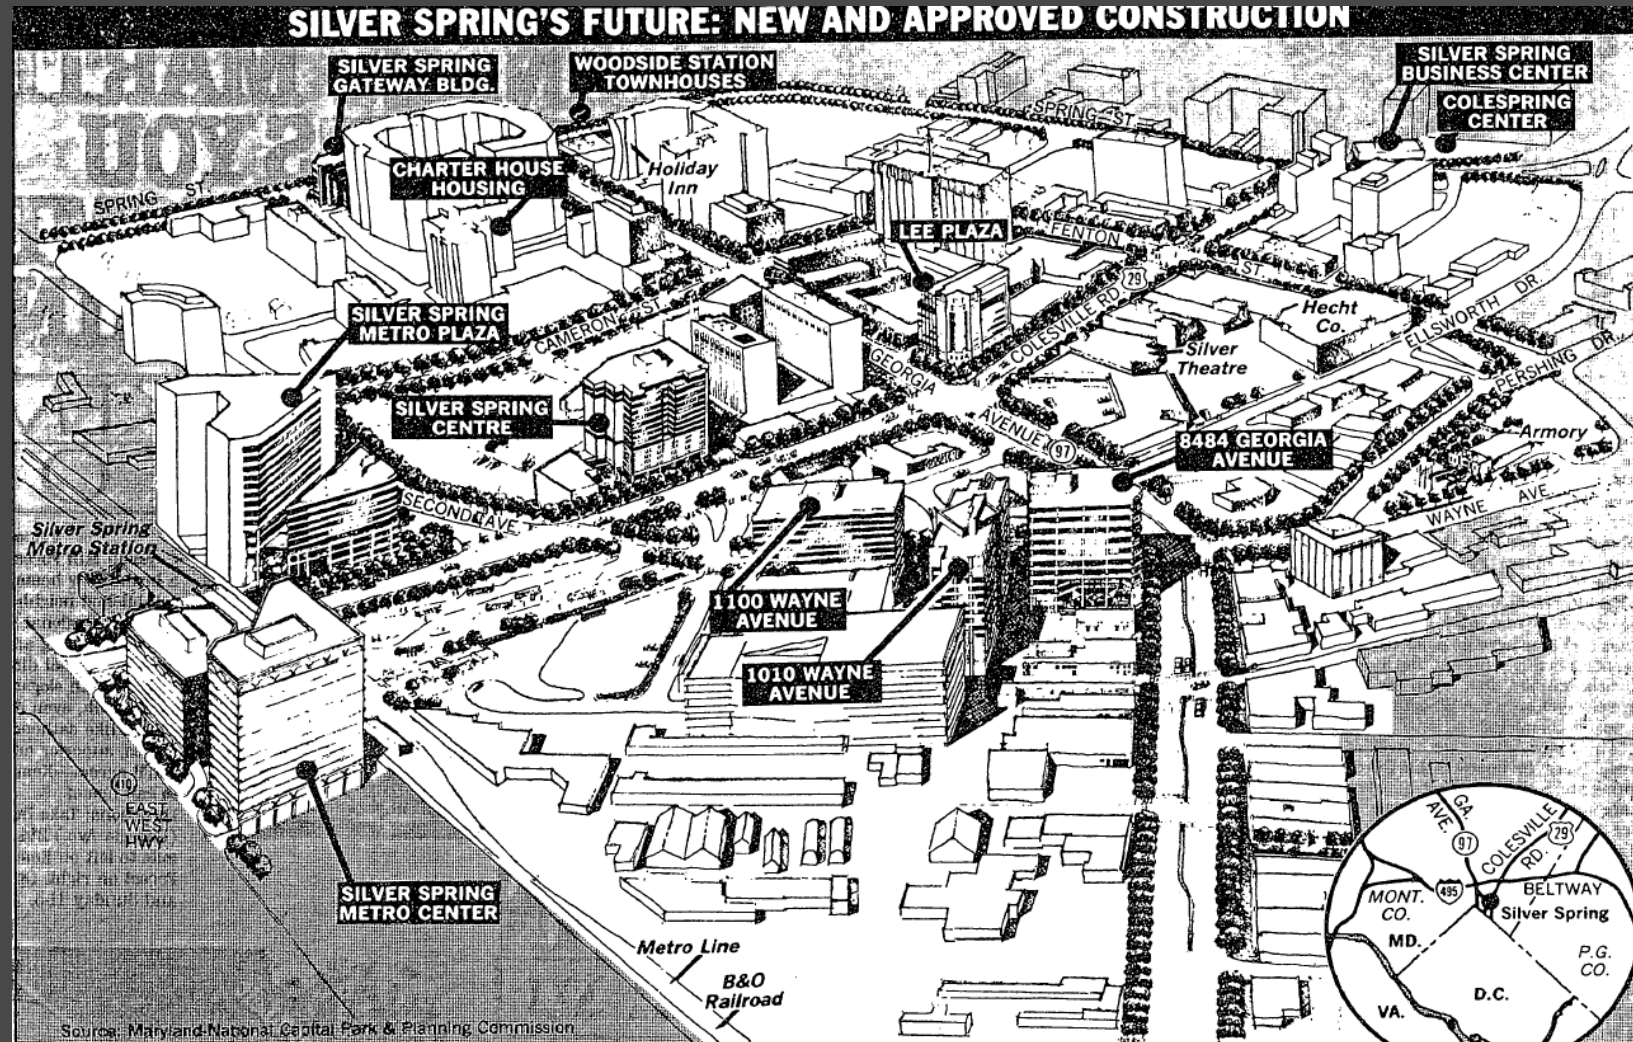 SILVER SPRING'S FUTURE: NEW AND APPROVED CONSTRUCTION
SILVER SPRING
GATEWAY BLDG.
WOODSIDE STATION
TOWNHOUSES
SILVER SPRING
BUSINESS CENTER
COLESPRING
CENTER
SPRING ST
CHARTER HOUSE
HOUSING
Holiday
Inn
SPRING ST
LEE PLAZA
FENTON
ST
29
COLESVILLE RD.
Hecht
Co.
ELLSWORTH DR.
SILVER SPRING
METRO PLAZA
CAMERON ST
GEORGIA
AVENUE
97
Silver
Theatre
PERSHING DR.
SILVER SPRING
CENTRE
8484 GEORGIA
AVENUE
Armory
WAYNE AVE
SECOND AVE
Silver Spring
Metro Station
1100 WAYNE
AVENUE
1010 WAYNE
AVENUE
410
EAST
WEST
HWY
SILVER SPRING
METRO CENTER
Metro Line
B&O
Railroad
GA.
AVE.
97
COLESVILLE
RD.
29
MONT.
CO.
495
BELTWAY
Silver Spring
MD.
P.G.
CO.
D.C.
VA.
Source: Maryland-National Capital Park & Planning Commission